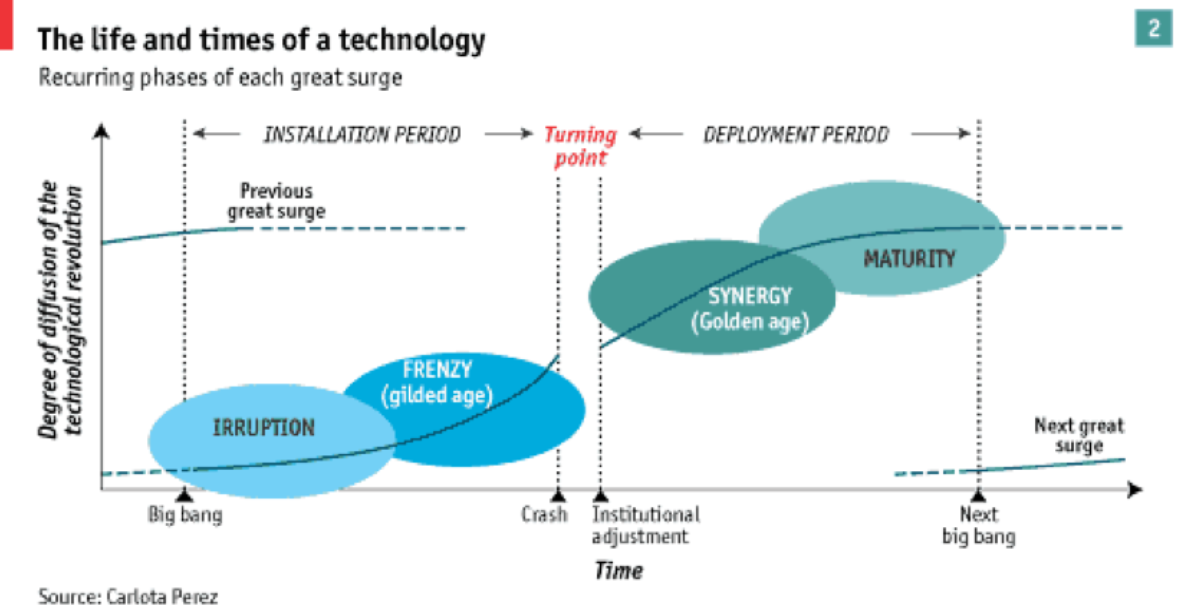 2
The life and times of a technology
Recurring phases of each great surge
INSTALLATION PERIOD
Turning
point
DEPLOYMENT PERIOD
Degree of diffusion of the
technological revolution
Previous
great surge
MATURITY
SYNERGY
(Golden age)
FRENZY
(gilded age)
IRRUPTION
Next great
surge
Big bang
Crash
Institutional
adjustment
Next
big bang
Time
Source: Carlota Perez